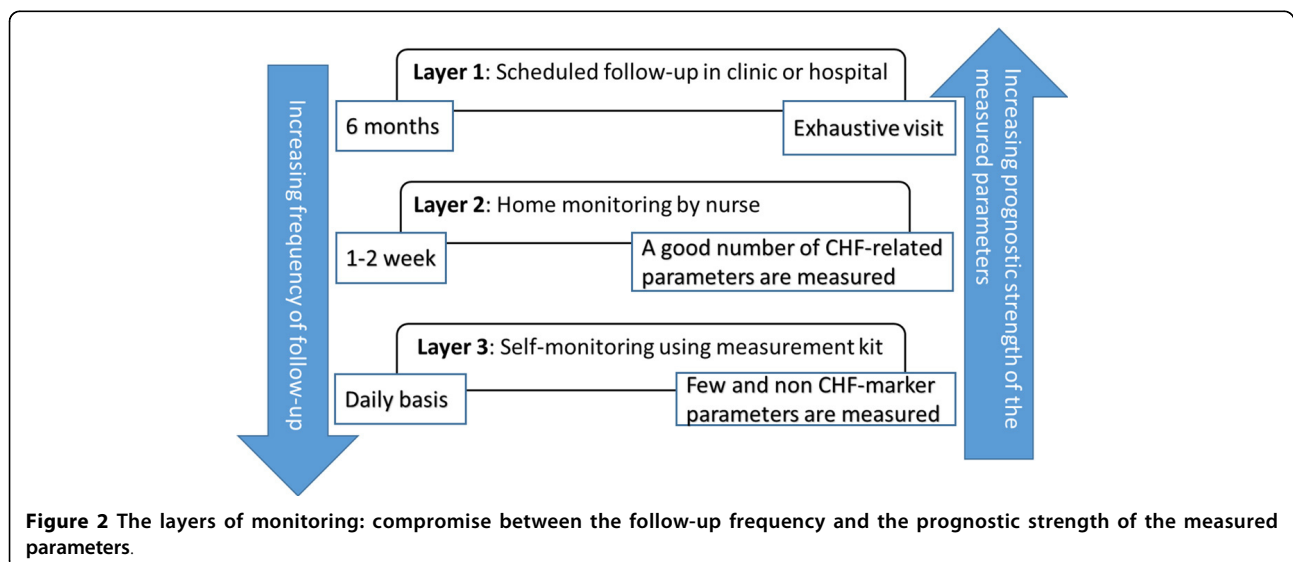 Increasing frequency of follow-up
Layer 1: Scheduled follow-up in clinic or hospital
6 months
Exhaustive visit
Layer 2: Home monitoring by nurse
1-2 week
A good number of CHF-related
parameters are measured
Layer 3: Self-monitoring using measurement kit
Daily basis
Few and non CHF-marker
parameters are measured
Increasing prognostic strength of the
measured parameters
Figure 2 The layers of monitoring: compromise between the follow-up frequency and the prognostic strength of the measured
parameters.